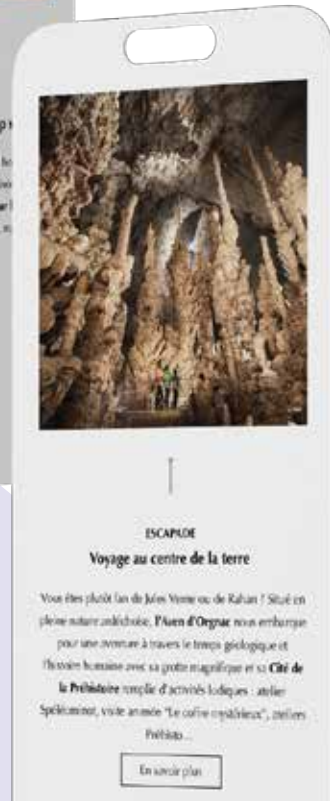 ESCAPADE
Voyage au centre de la terre
Vous êtes plutôt fan de Jules Verne ou de Rahan ? Situé en
pleine nature ardéchoise, l'Aven d'Orgnac nous embarque
pour une aventure à travers le temps géologique et
l'histoire humaine avec sa grotte magnifique et sa Cité de
la Préhistoire remplie d'activités ludiques : atelier
Spéléominot, visite animée "Le coffre mystérieux", ateliers
Préhisto...
En savoir plus